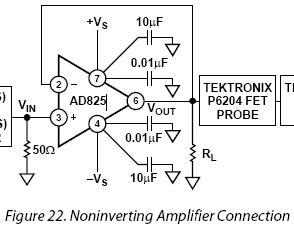 +VS
10µF
0.01µF
2
–
7
AD825
6
VOUT
VIN
3
+
4
50Ω
0.01µF
–VS
10µF
RL
TEKTRONIX
P6204 FET
PROBE
Figure 22. Noninverting Amplifier Connection